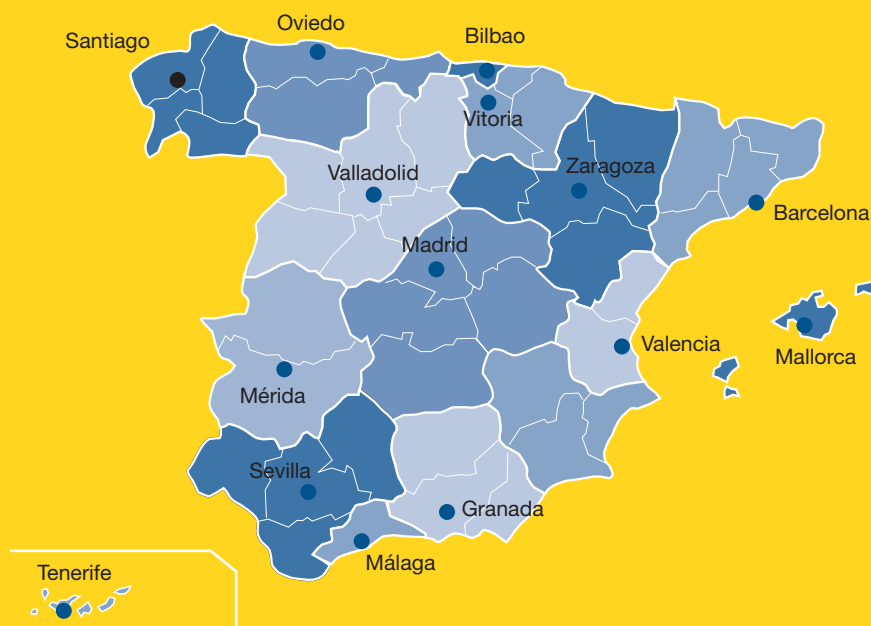 Oviedo
Santiago
Bilbao
Vitoria
Valladolid
Zaragoza
Barcelona
Madrid
Valencia
Mallorca
Mérida
Sevilla
Granada
Málaga
Tenerife